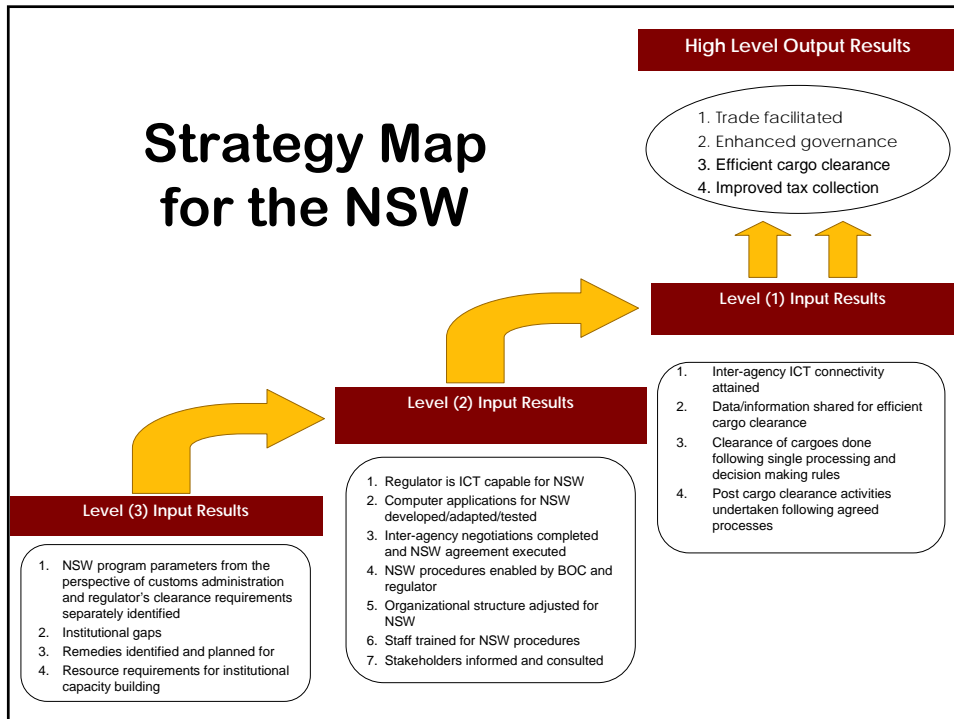 Strategy Map
for the NSW
High Level Output Results
1. Trade facilitated
2. Enhanced governance
3. Efficient cargo clearance
4. Improved tax collection
Level (1) Input Results
1. Inter-agency ICT connectivity
attained
2. Data/information shared for efficient
cargo clearance
3. Clearance of cargoes done
following single processing and
decision making rules
4. Post cargo clearance activities
undertaken following agreed
processes
Level (2) Input Results
1. Regulator is ICT capable for NSW
2. Computer applications for NSW
developed/adapted/tested
3. Inter-agency negotiations completed
and NSW agreement executed
4. NSW procedures enabled by BOC and
regulator
5. Organizational structure adjusted for
NSW
6. Staff trained for NSW procedures
7. Stakeholders informed and consulted
Level (3) Input Results
1. NSW program parameters from the
perspective of customs administration
and regulator's clearance requirements
separately identified
2. Institutional gaps
3. Remedies identified and planned for
4. Resource requirements for institutional
capacity building